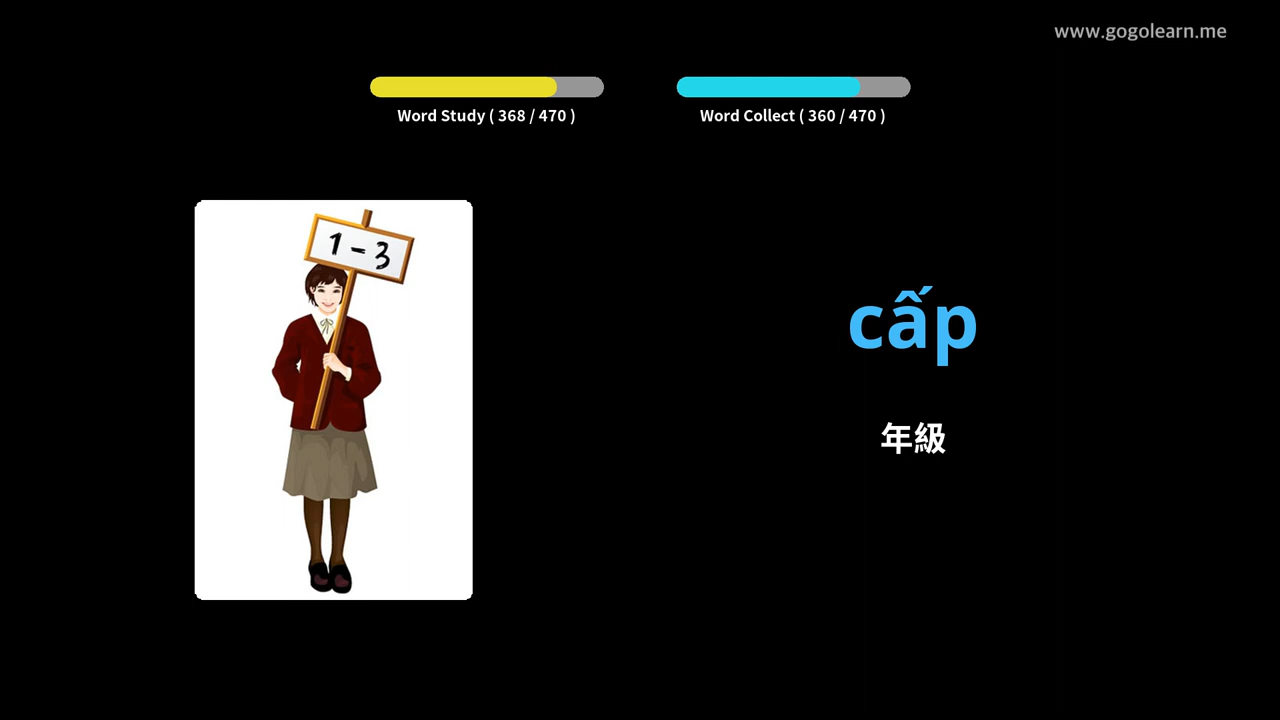 www.gogolearn.me
Word Study ( 368 / 470 )
Word Collect ( 360 / 470 )
1 - 3
cấp
年級